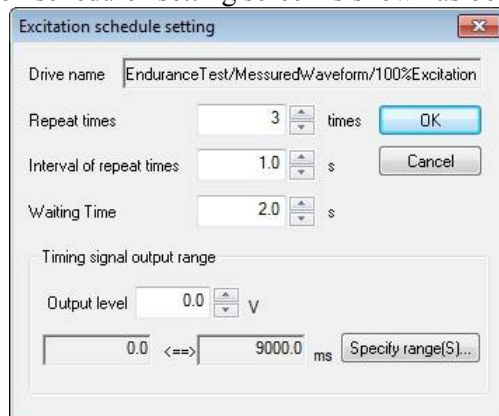 Excitation schedule setting
Drive name EnduranceTest/MessuredWaveform/100%Excitation
Repeat times 3 times OK
Interval of repeat times 1.0 s Cancel
Waiting Time 2.0 s
Timing signal output range
Output level 0.0 V
0.0 <==> 9000.0 ms Specify range(S)...